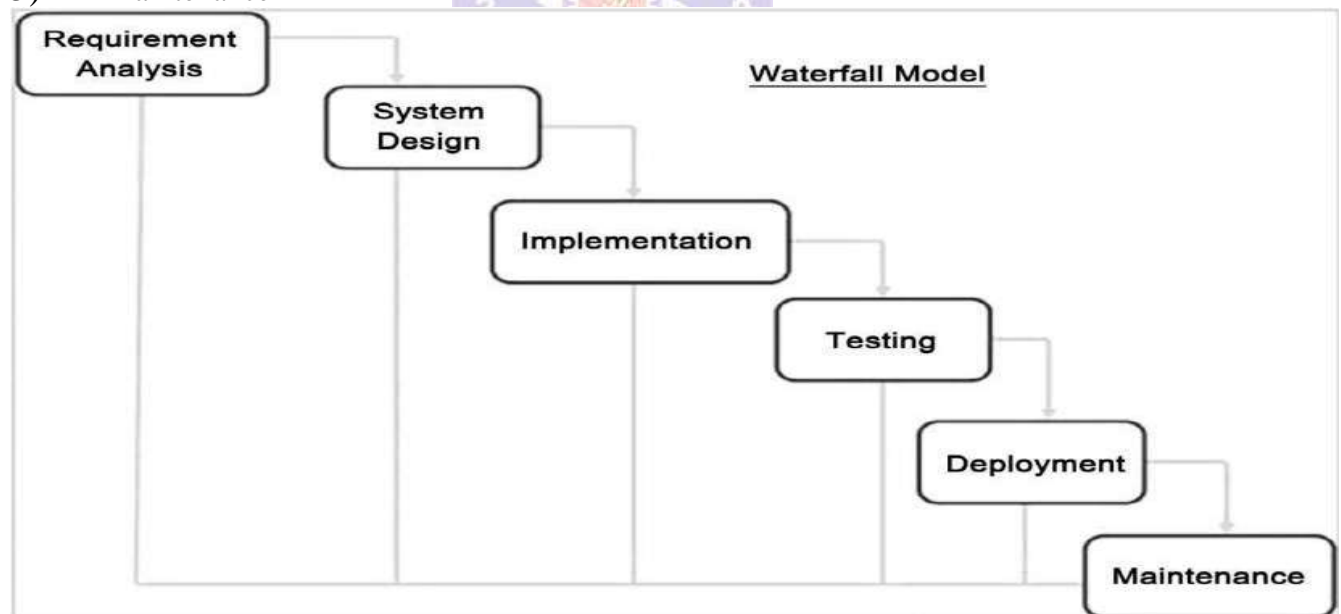 Requirement
Analysis
Waterfall Model
System
Design
Implementation
Testing
Deployment
Maintenance